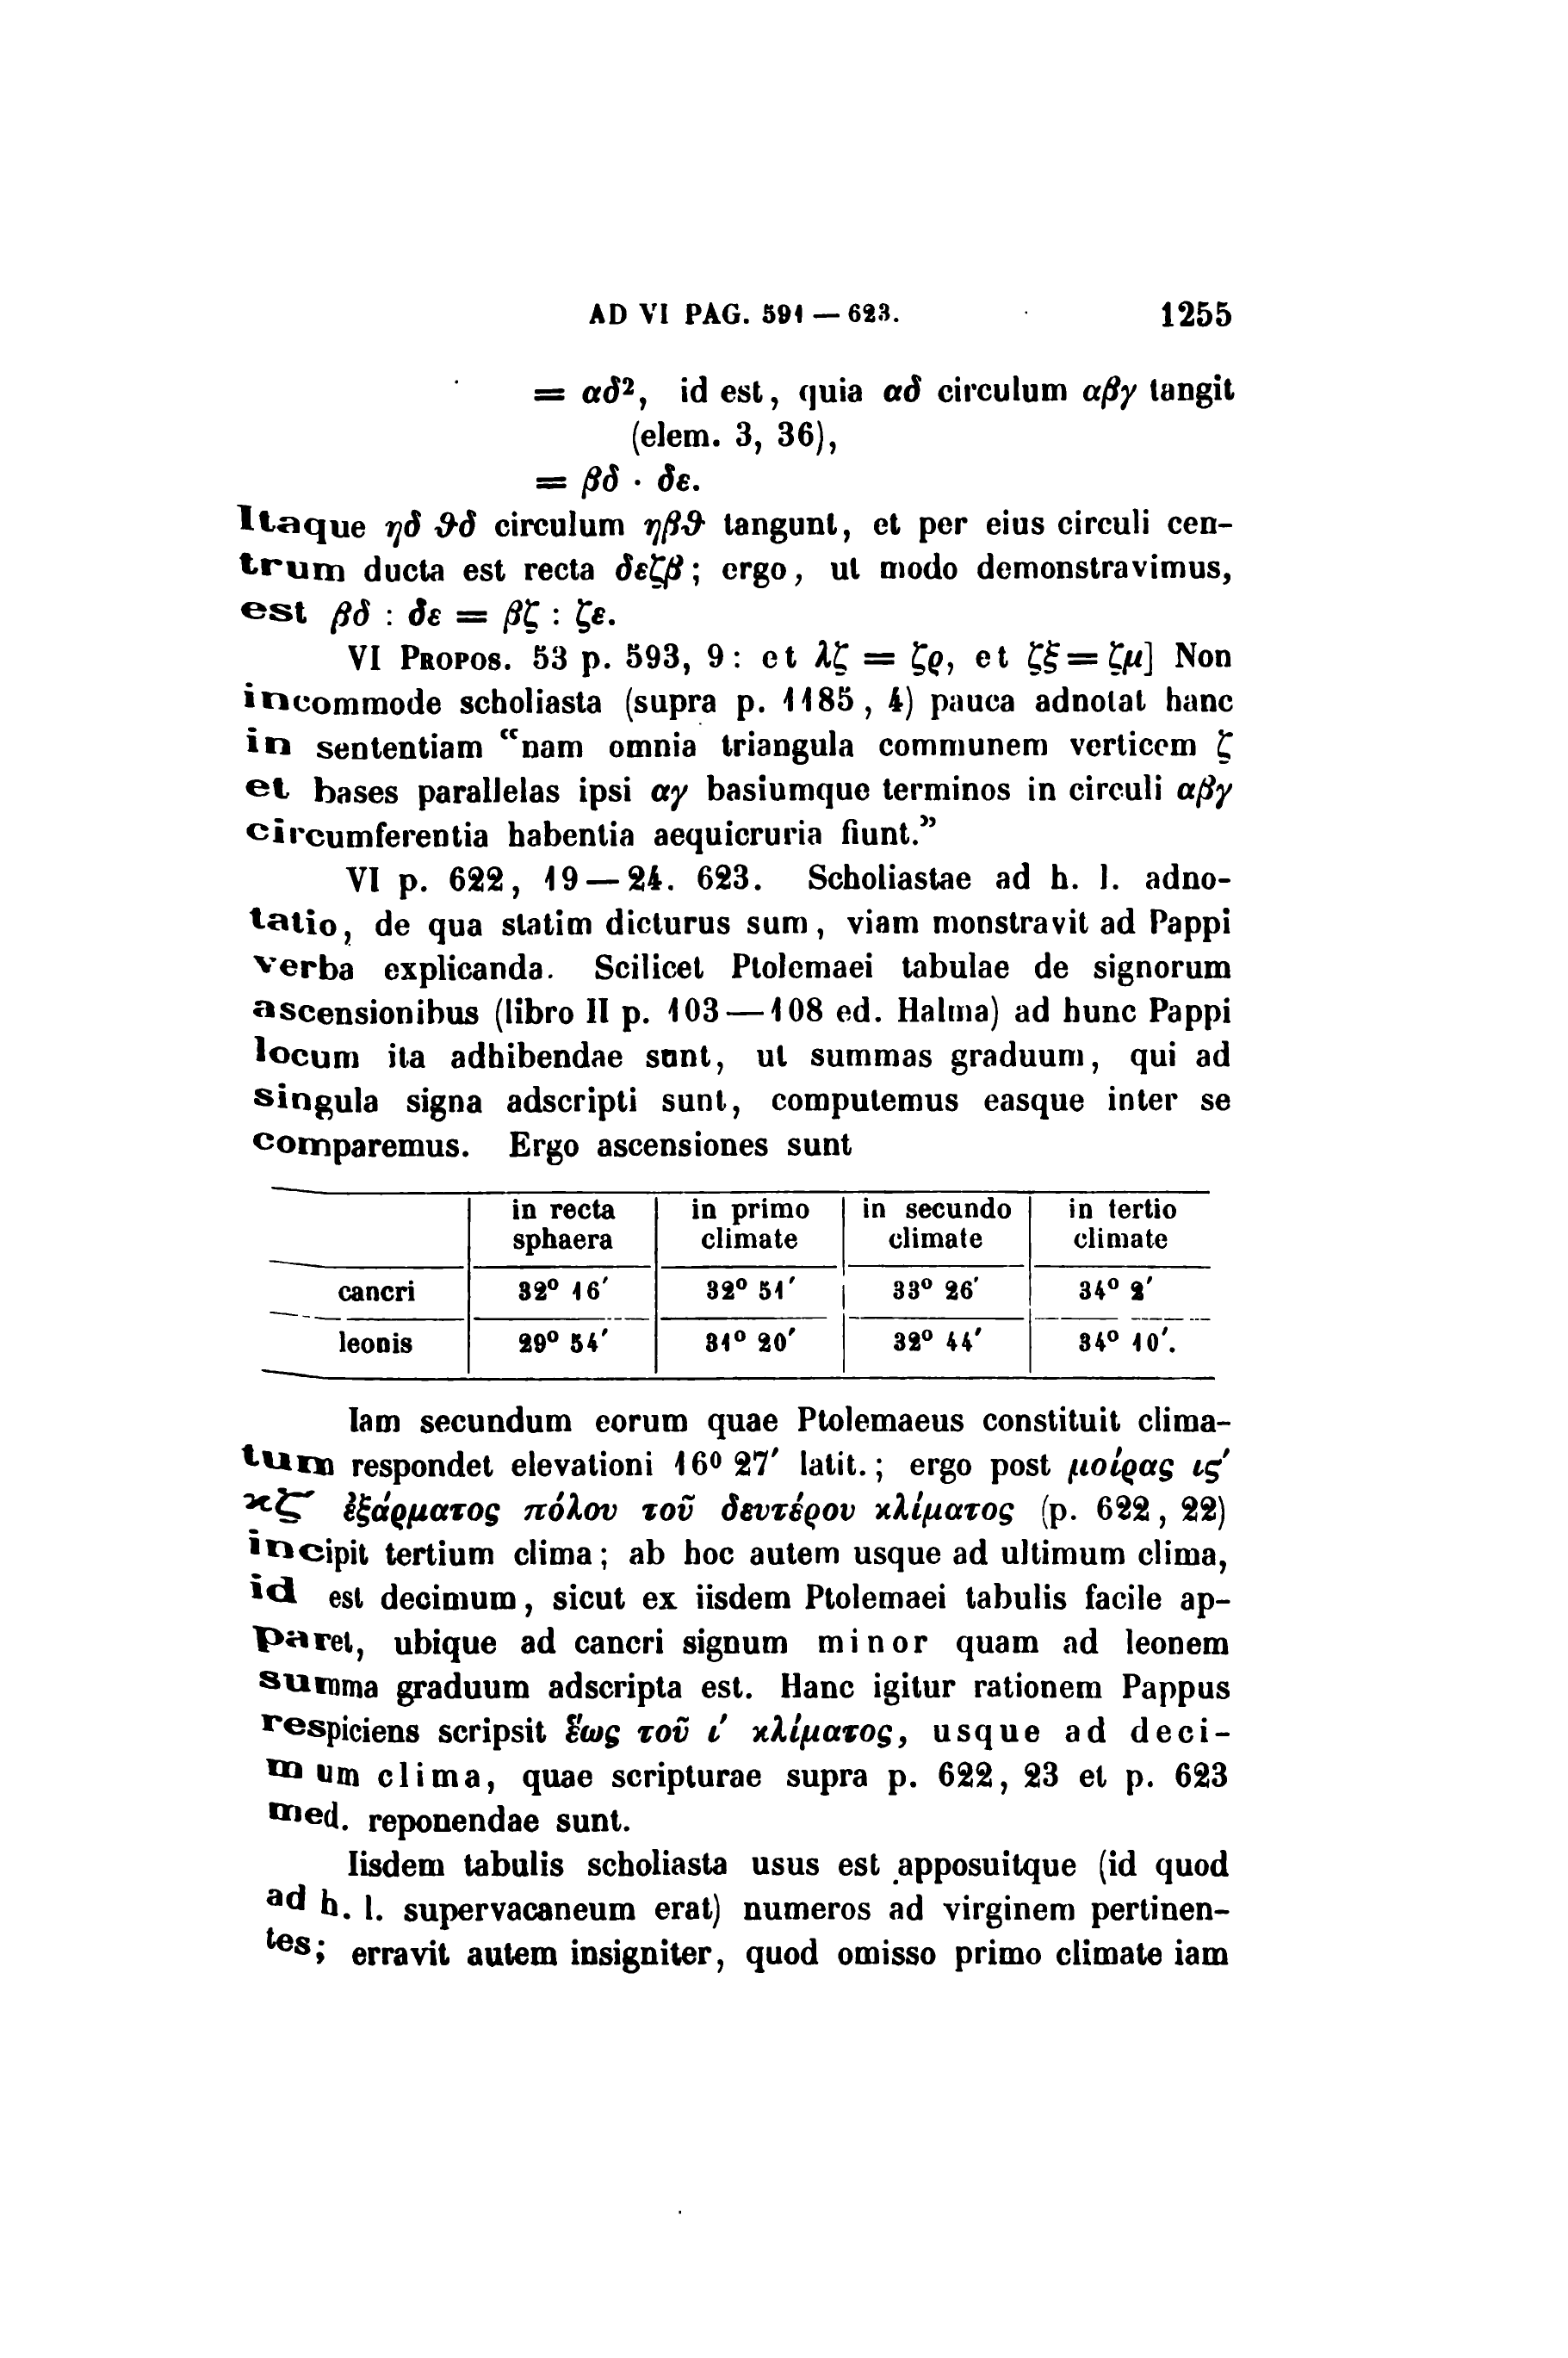 AD VI PAG. 591 — 623. 1255
= αδ², id est, quia αδ circulum αβγ tangit
(elem. 3, 36),
= βδ · δε.
Itaque ηδ ϑδ circulum ηβϑ tangunt, et per eius circuli cen-
trum ducta est recta δεζβ; ergo, ut modo demonstravimus,
est βδ : δε = βζ : ζε.
VI PROPOS. 53 p. 593, 9: et λζ = ζρ, et ζξ = ζμ] Non
incommode scholiasta (supra p. 1185, 4) pauca adnotat hanc
in sententiam “nam omnia triangula communem verticem ζ
et bases parallelas ipsi αγ basiumque terminos in circuli αβγ
circumferentia habentia aequicruria fiunt.”
VI p. 622, 19 — 24. 623. Scholiastae ad h. l. adno-
tatio, de qua statim dicturus sum, viam monstravit ad Pappi
verba explicanda. Scilicet Ptolemaei tabulae de signorum
ascensionibus (libro II p. 103 — 108 ed. Halma) ad hunc Pappi
locum ita adhibendae sunt, ut summas graduum, qui ad
singula signa adscripti sunt, computemus easque inter se
comparemus. Ergo ascensiones sunt
in recta sphaera in primo climate in secundo climate in tertio climate
cancri 32⁰ 16′ 32⁰ 51′ 33⁰ 26′ 34⁰ 2′
leonis 29⁰ 54′ 31⁰ 20′ 32⁰ 44′ 34⁰ 10′.
Iam secundum eorum quae Ptolemaeus constituit clima-
tum respondet elevationi 16⁰ 27′ latit.; ergo post μοίρας ιϛ′
κζ″ ἐξάρματος πόλου τοῦ δευτέρου κλίματος (p. 622, 22)
incipit tertium clima; ab hoc autem usque ad ultimum clima,
id est decimum, sicut ex iisdem Ptolemaei tabulis facile ap-
paret, ubique ad cancri signum minor quam ad leonem
summa graduum adscripta est. Hanc igitur rationem Pappus
respiciens scripsit ἕως τοῦ ι′ κλίματος, usque ad deci-
mum clima, quae scripturae supra p. 622, 23 et p. 623
med. reponendae sunt.
Iisdem tabulis scholiasta usus est apposuitque (id quod
ad h. l. supervacaneum erat) numeros ad virginem pertinen-
tes; erravit autem insigniter, quod omisso primo climate iam